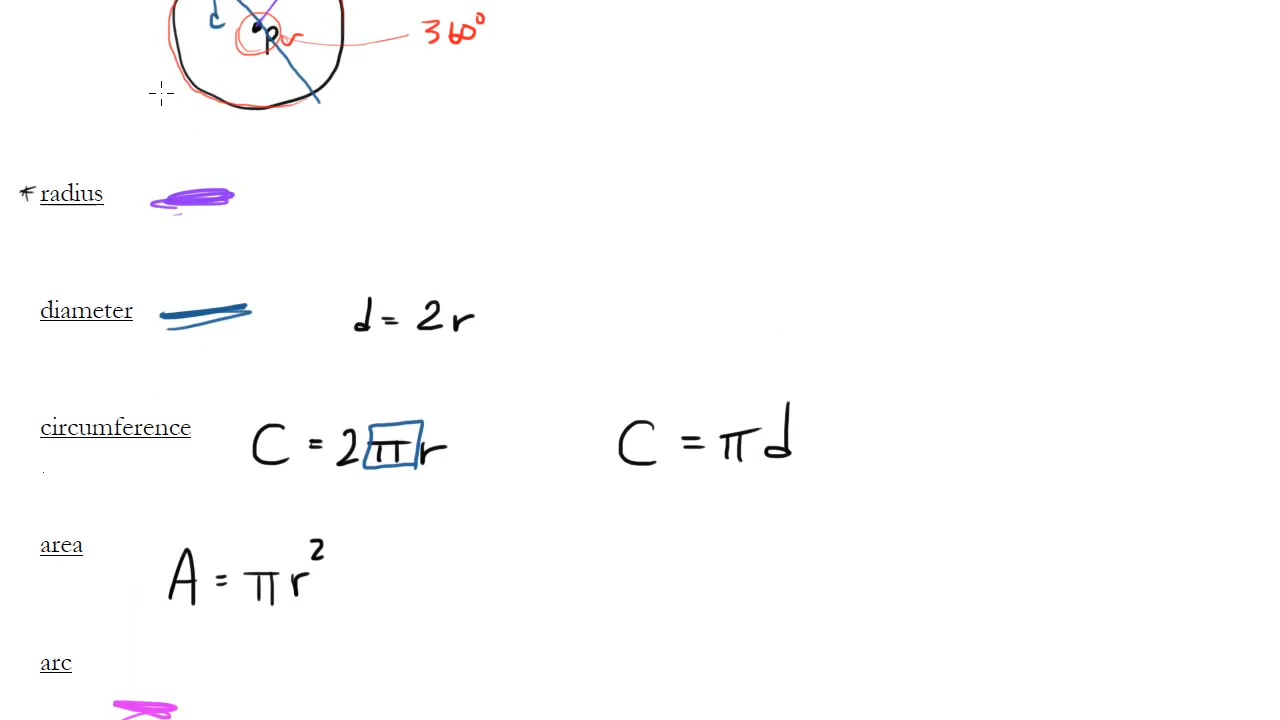 d
p
360°
* radius
diameter d = 2r
circumference C = 2πr C = πd
area
A = πr²
arc